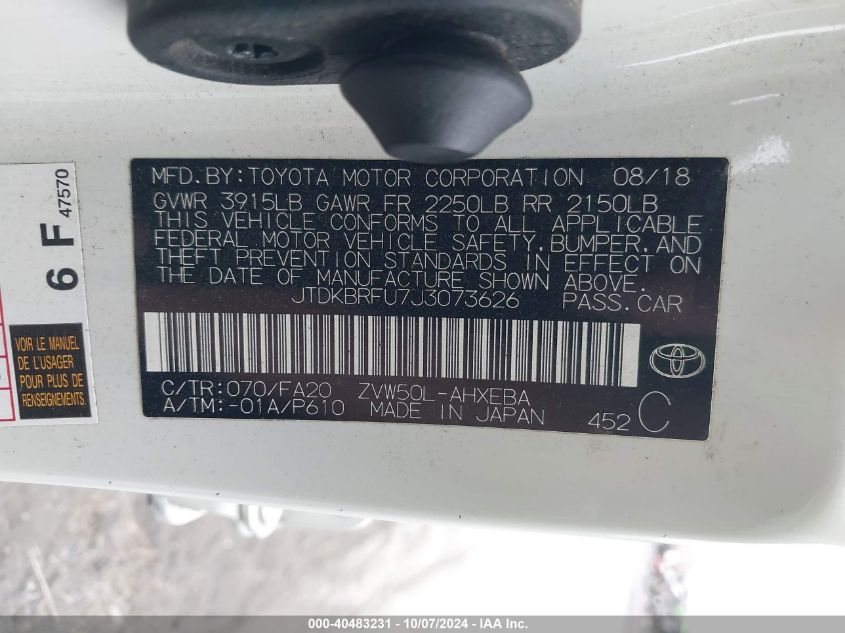 MFD. BY: TOYOTA MOTOR CORPORATION 08/18
GVWR 3915LB GAWR FR 2250LB RR 2150LB
THIS VEHICLE CONFORMS TO ALL APPLICABLE
FEDERAL MOTOR VEHICLE SAFETY, BUMPER, AND
THEFT PREVENTION STANDARDS IN EFFECT ON
THE DATE OF MANUFACTURE SHOWN ABOVE.
JTDKBRFU7J3073626 PASS. CAR
C/TR: 070/FA20 ZVW50L-AHXEBA
A/TM: -01A/P610 MADE IN JAPAN
452 C
6 F 47570
VOIR LE MANUEL
DE L'USAGER
POUR PLUS DE
RENSEIGNEMENTS
000-40483231 - 10/07/2024 - IAA Inc.